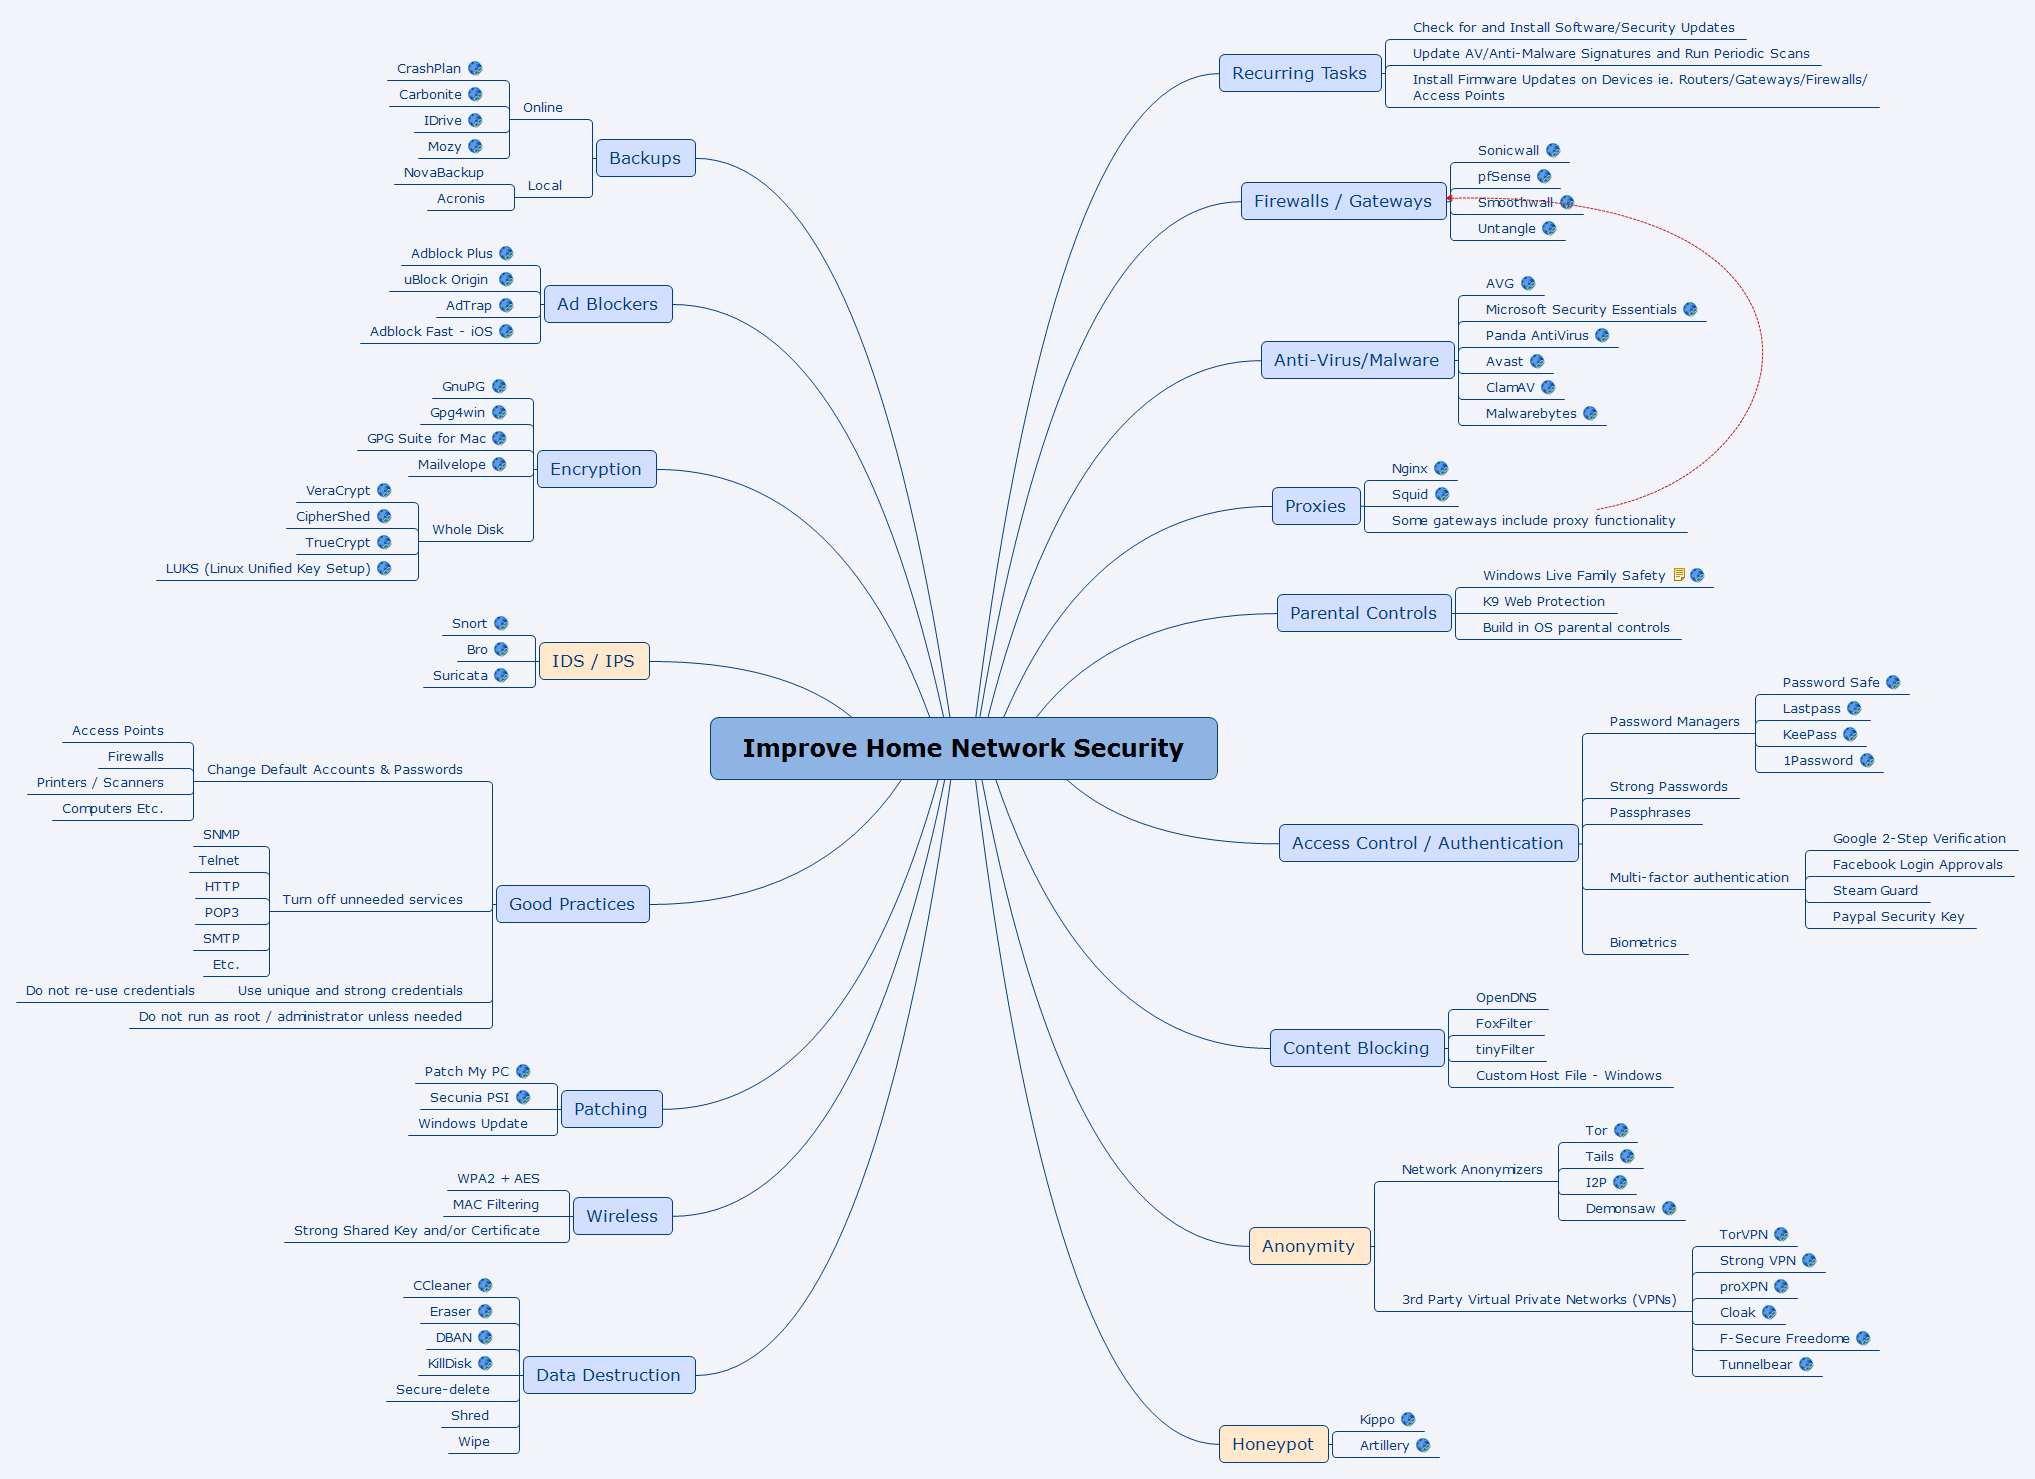 Improve Home Network Security
Recurring Tasks
Check for and Install Software/Security Updates
Update AV/Anti-Malware Signatures and Run Periodic Scans
Install Firmware Updates on Devices ie. Routers/Gateways/Firewalls/
Access Points
Firewalls / Gateways
Sonicwall
pfSense
Smoothwall
Untangle
Anti-Virus/Malware
AVG
Microsoft Security Essentials
Panda AntiVirus
Avast
ClamAV
Malwarebytes
Proxies
Nginx
Squid
Some gateways include proxy functionality
Parental Controls
Windows Live Family Safety
K9 Web Protection
Build in OS parental controls
Access Control / Authentication
Password Managers
Password Safe
Lastpass
KeePass
1Password
Strong Passwords
Passphrases
Multi-factor authentication
Google 2-Step Verification
Facebook Login Approvals
Steam Guard
Paypal Security Key
Biometrics
Content Blocking
OpenDNS
FoxFilter
tinyFilter
Custom Host File - Windows
Anonymity
Network Anonymizers
Tor
Tails
I2P
Demonsaw
3rd Party Virtual Private Networks (VPNs)
TorVPN
Strong VPN
proXPN
Cloak
F-Secure Freedome
Tunnelbear
Honeypot
Kippo
Artillery
Backups
Online
CrashPlan
Carbonite
IDrive
Mozy
Local
NovaBackup
Acronis
Ad Blockers
Adblock Plus
uBlock Origin
AdTrap
Adblock Fast - iOS
Encryption
GnuPG
Gpg4win
GPG Suite for Mac
Mailvelope
Whole Disk
VeraCrypt
CipherShed
TrueCrypt
LUKS (Linux Unified Key Setup)
IDS / IPS
Snort
Bro
Suricata
Good Practices
Change Default Accounts & Passwords
Access Points
Firewalls
Printers / Scanners
Computers Etc.
Turn off unneeded services
SNMP
Telnet
HTTP
POP3
SMTP
Etc.
Use unique and strong credentials
Do not re-use credentials
Do not run as root / administrator unless needed
Patching
Patch My PC
Secunia PSI
Windows Update
Wireless
WPA2 + AES
MAC Filtering
Strong Shared Key and/or Certificate
Data Destruction
CCleaner
Eraser
DBAN
KillDisk
Secure-delete
Shred
Wipe